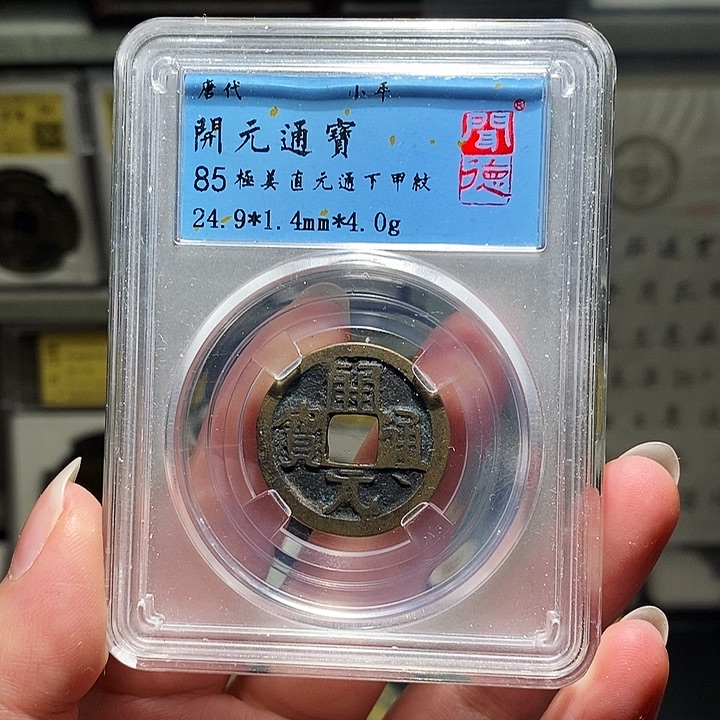 唐代 小平
開元通寶
85 極美直元通下甲紋
24.9*1.4mm*4.0g
聞德®
開元通寶